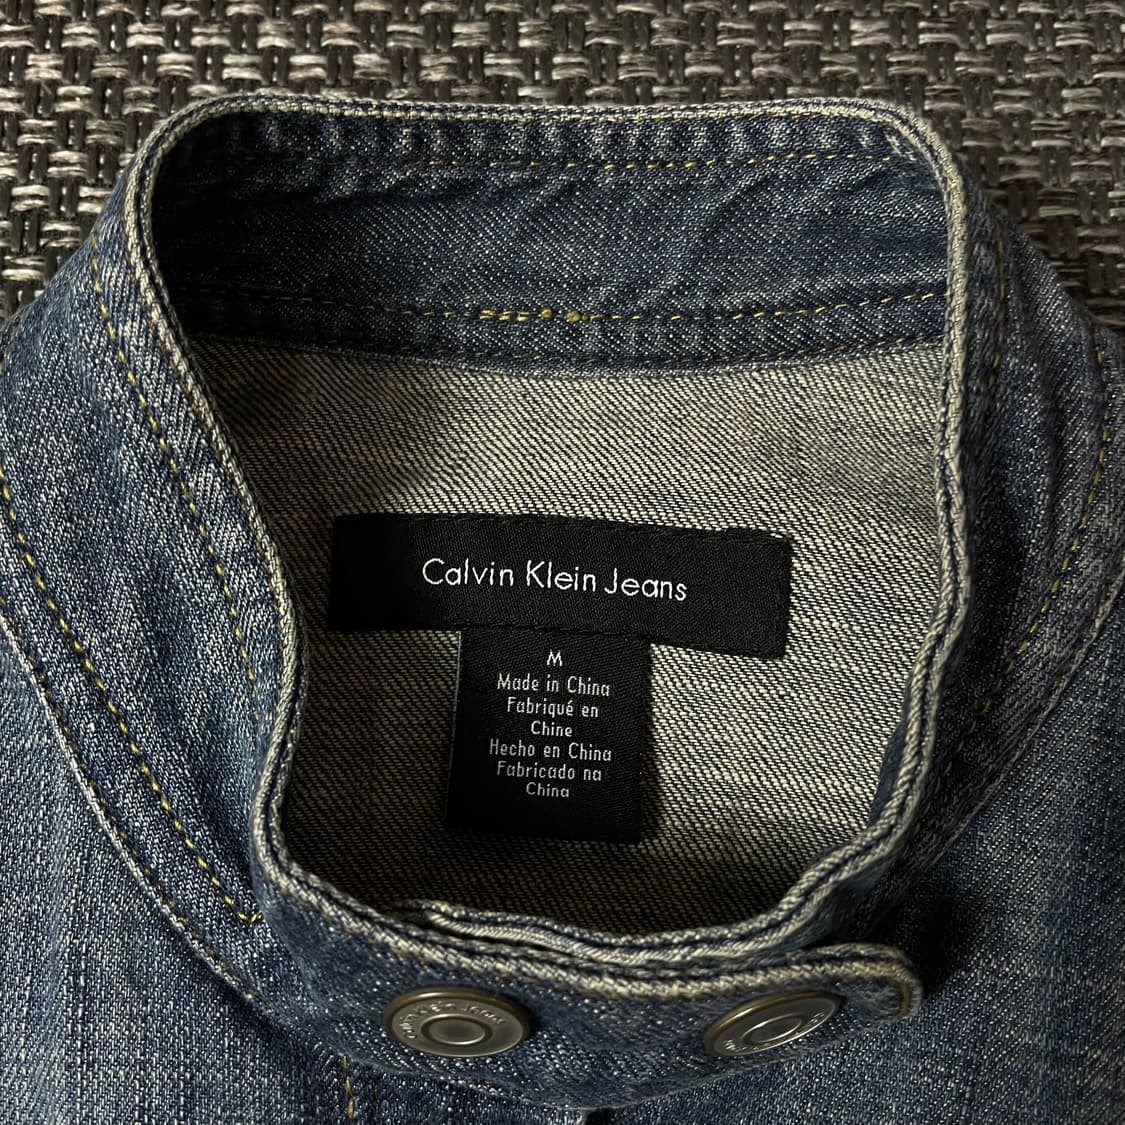 Calvin Klein Jeans
M
Made in China
Fabriqué en
Chine
Hecho en China
Fabricado na
China